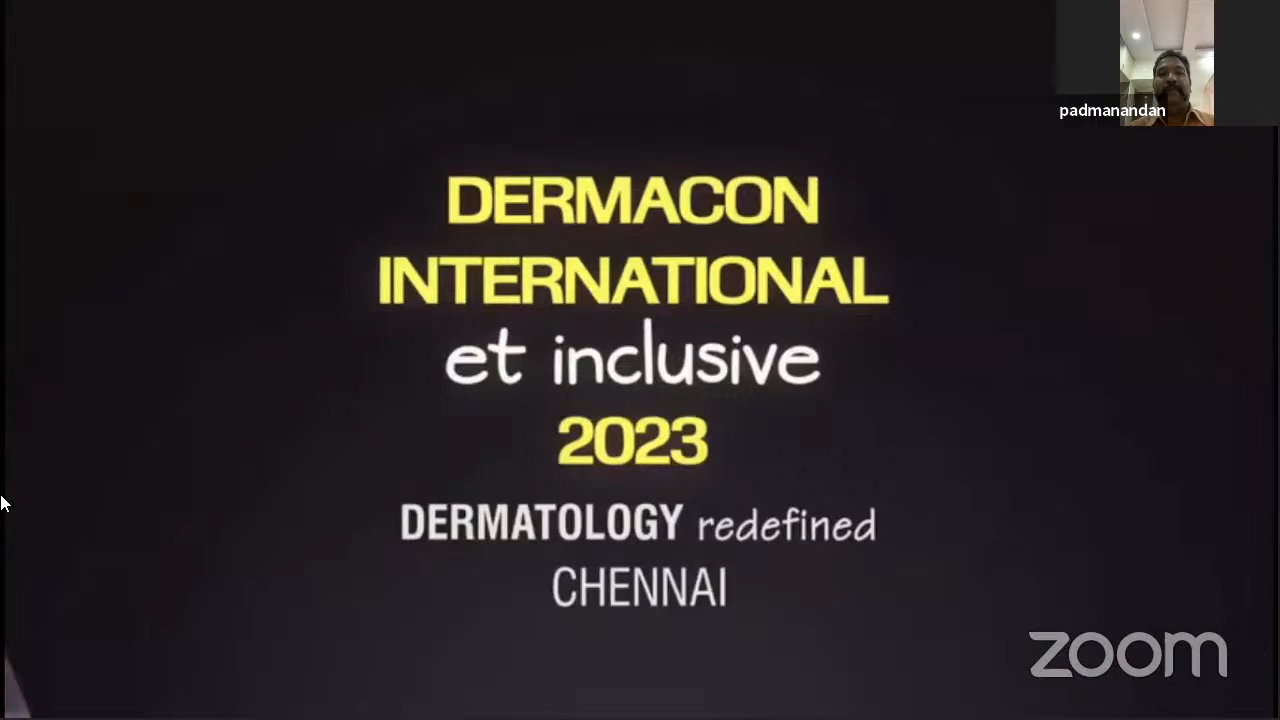 padmanandan
DERMACON
INTERNATIONAL
et inclusive
2023
DERMATOLOGY redefined
CHENNAI
zoom